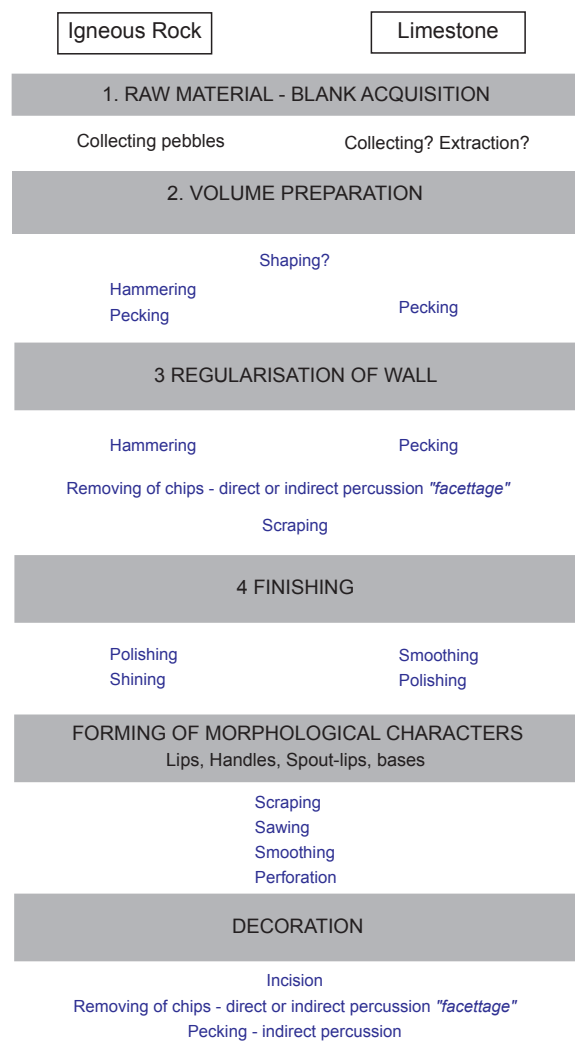 Igneous Rock
Limestone
1. RAW MATERIAL - BLANK ACQUISITION
Collecting pebbles
Collecting? Extraction?
2. VOLUME PREPARATION
Shaping?
Hammering
Pecking
Pecking
3 REGULARISATION OF WALL
Hammering
Pecking
Removing of chips - direct or indirect percussion "facettage"
Scraping
4 FINISHING
Polishing
Smoothing
Shining
Polishing
FORMING OF MORPHOLOGICAL CHARACTERS
Lips, Handles, Spout-lips, bases
Scraping
Sawing
Smoothing
Perforation
DECORATION
Incision
Removing of chips - direct or indirect percussion "facettage"
Pecking - indirect percussion